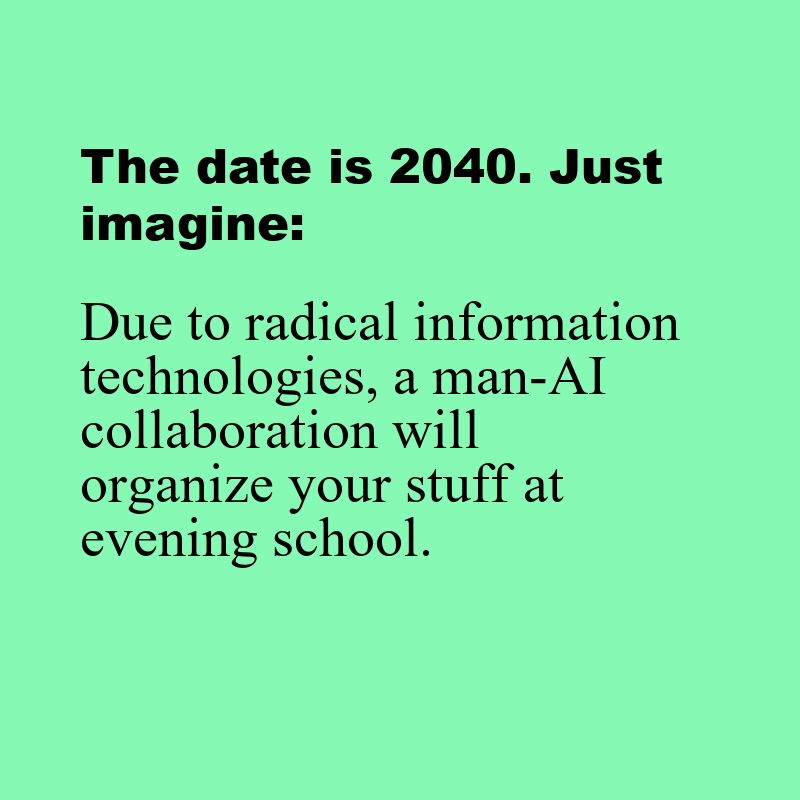 The date is 2040. Just
imagine:
Due to radical information
technologies, a man-AI
collaboration will
organize your stuff at
evening school.